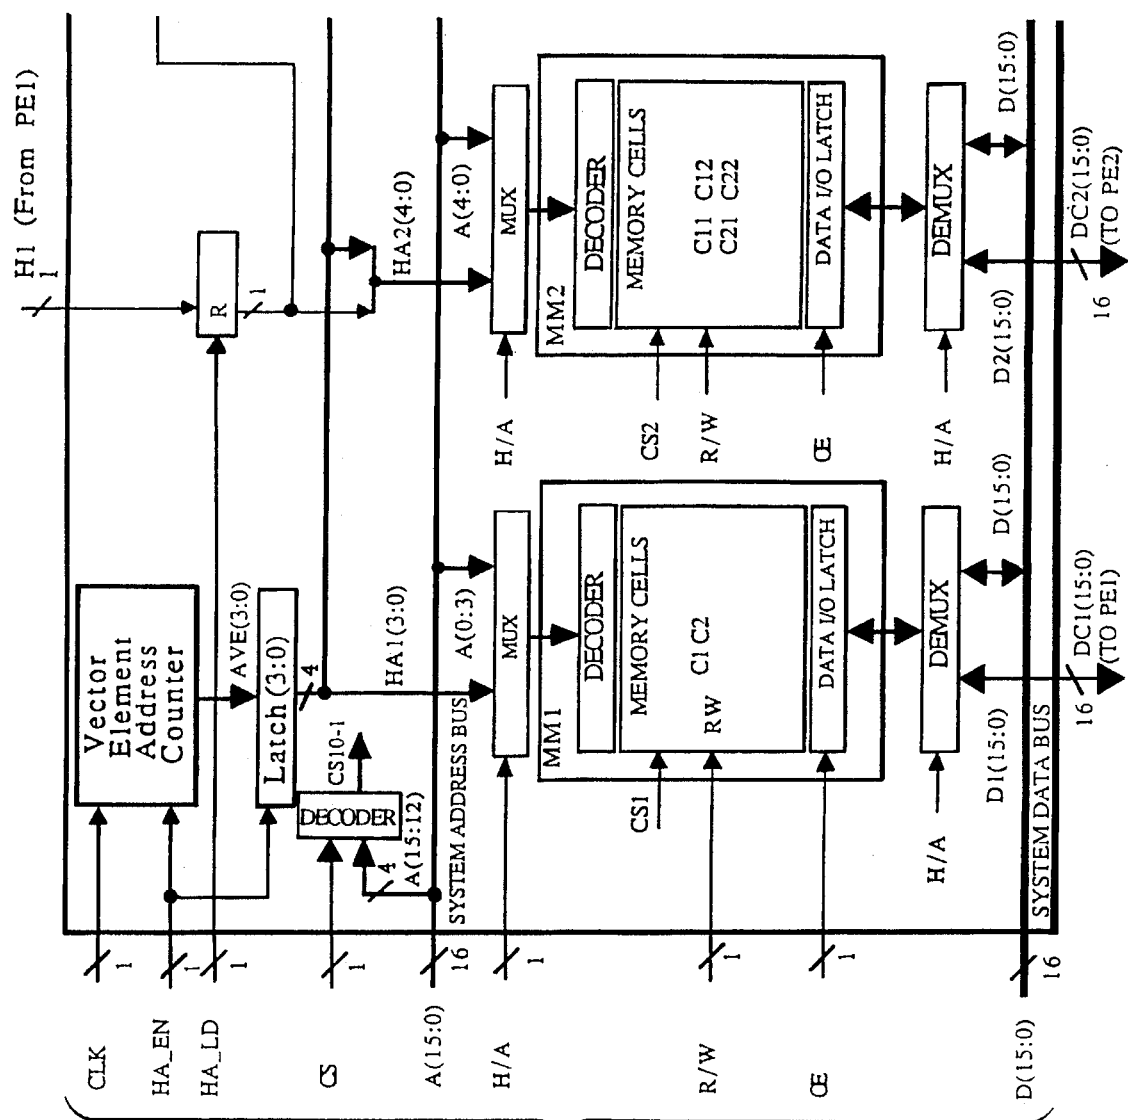 H1 (From PE1)
1
Vector
Element
Address
Counter
AVE(3:0)
R
1
Latch(3:0)
4
CS10-1
DECODER
A(15:12)
4
HA1(3:0)
HA2(4:0)
SYSTEM ADDRESS BUS
A(0:3)
A(4:0)
MUX
MUX
H/A
MM1
DECODER
MEMORY CELLS
RW C1 C2
DATA I/O LATCH
CS1
MM2
DECODER
MEMORY CELLS
C11 C12
C21 C22
DATA I/O LATCH
CS2
R/W
OE
H/A
DEMUX
H/A
DEMUX
D1(15:0)
D(15:0)
D2(15:0)
D(15:0)
SYSTEM DATA BUS
16
DC1(15:0)
(TO PE1)
16
DC2(15:0)
(TO PE2)
CLK
1
HA_EN
1
HA_LD
1
CS
1
A(15:0)
16
H/A
1
R/W
1
OE
1
D(15:0)
16